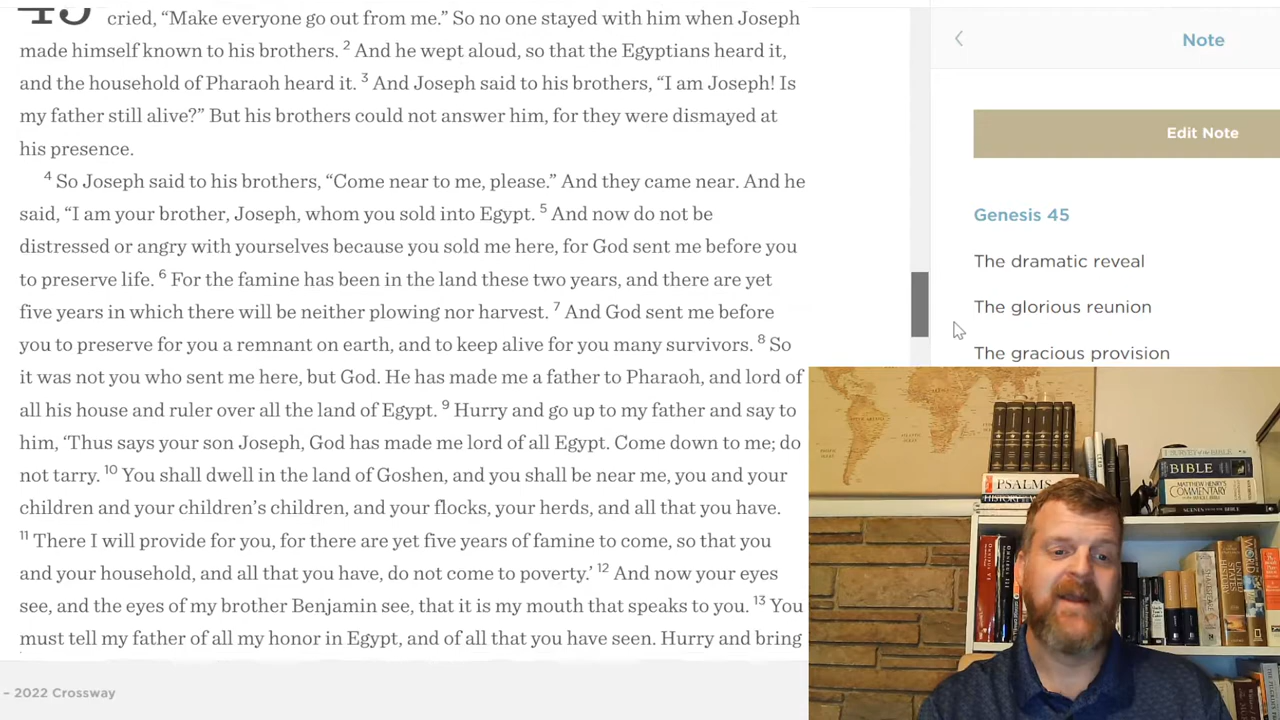 45 cried, “Make everyone go out from me.” So no one stayed with him when Joseph
made himself known to his brothers. 2 And he wept aloud, so that the Egyptians heard it,
and the household of Pharaoh heard it. 3 And Joseph said to his brothers, “I am Joseph! Is
my father still alive?” But his brothers could not answer him, for they were dismayed at
his presence.
4 So Joseph said to his brothers, “Come near to me, please.” And they came near. And he
said, “I am your brother, Joseph, whom you sold into Egypt. 5 And now do not be
distressed or angry with yourselves because you sold me here, for God sent me before you
to preserve life. 6 For the famine has been in the land these two years, and there are yet
five years in which there will be neither plowing nor harvest. 7 And God sent me before
you to preserve for you a remnant on earth, and to keep alive for you many survivors. 8 So
it was not you who sent me here, but God. He has made me a father to Pharaoh, and lord of
all his house and ruler over all the land of Egypt. 9 Hurry and go up to my father and say to
him, ‘Thus says your son Joseph, God has made me lord of all Egypt. Come down to me; do
not tarry. 10 You shall dwell in the land of Goshen, and you shall be near me, you and your
children and your children’s children, and your flocks, your herds, and all that you have.
11 There I will provide for you, for there are yet five years of famine to come, so that you
and your household, and all that you have, do not come to poverty.’ 12 And now your eyes
see, and the eyes of my brother Benjamin see, that it is my mouth that speaks to you. 13 You
must tell my father of all my honor in Egypt, and of all that you have seen. Hurry and bring
– 2022 Crossway
Note
Edit Note
Genesis 45
The dramatic reveal
The glorious reunion
The gracious provision
PSALMS
BIBLE
MATTHEW HENRY'S
COMMENTARY